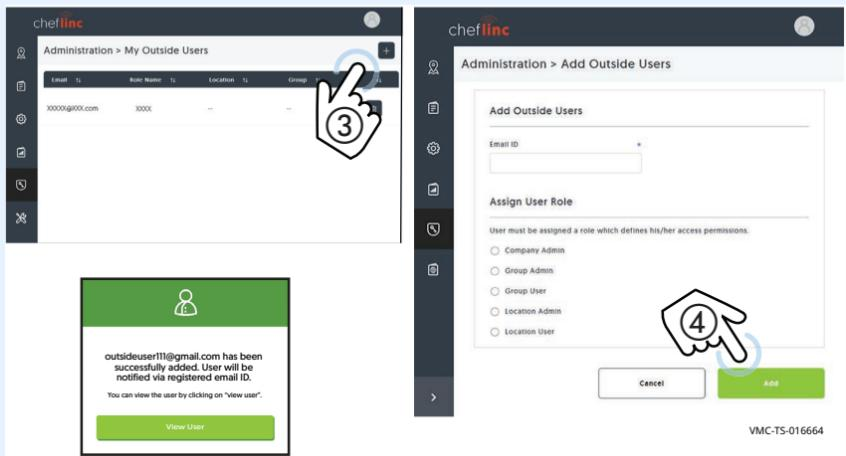 cheflinc
Administration > My Outside Users
+
Email Role Name Location Group
XXXXX@XXX.com XXXX -- --
3
outsideuser111@gmail.com has been
successfully added. User will be
notified via registered email ID.
You can view the user by clicking on "view user".
View User
cheflinc
Administration > Add Outside Users
Add Outside Users
Email ID *
Assign User Role
User must be assigned a role which defines his/her access permissions.
Company Admin
Group Admin
Group User
Location Admin
Location User
4
Cancel Add
>
VMC-TS-016664